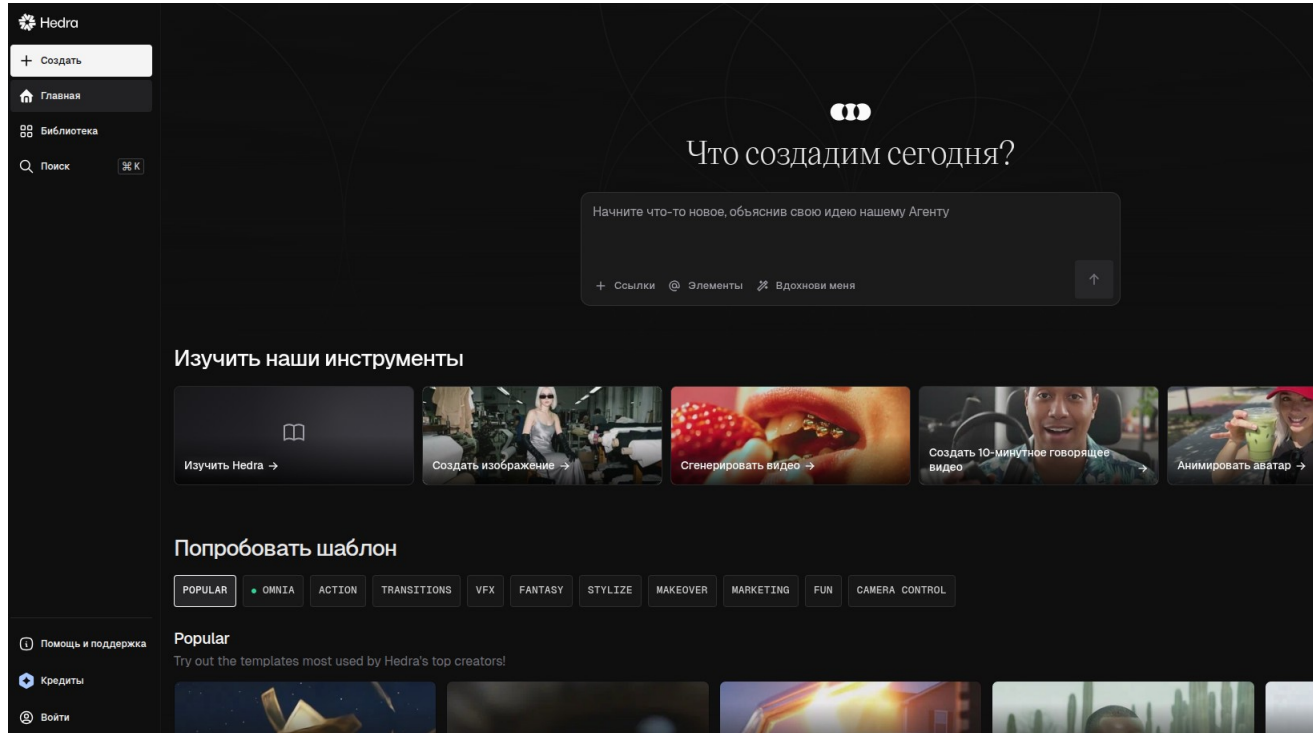 Hedra
Создать
Главная
Библиотека
Поиск
⌘ K
Что создадим сегодня?
Начните что-то новое, объяснив свою идею нашему Агенту
+ Ссылки @ Элементы Вдохнови меня
Изучить наши инструменты
Изучить Hedra →
Создать изображение →
Сгенерировать видео →
Создать 10-минутное говорящее
видео →
Анимировать аватар →
Попробовать шаблон
POPULAR
OMNIA
ACTION
TRANSITIONS
VFX
FANTASY
STYLIZE
MAKEOVER
MARKETING
FUN
CAMERA CONTROL
Popular
Try out the templates most used by Hedra's top creators!
Помощь и поддержка
Кредиты
Войти